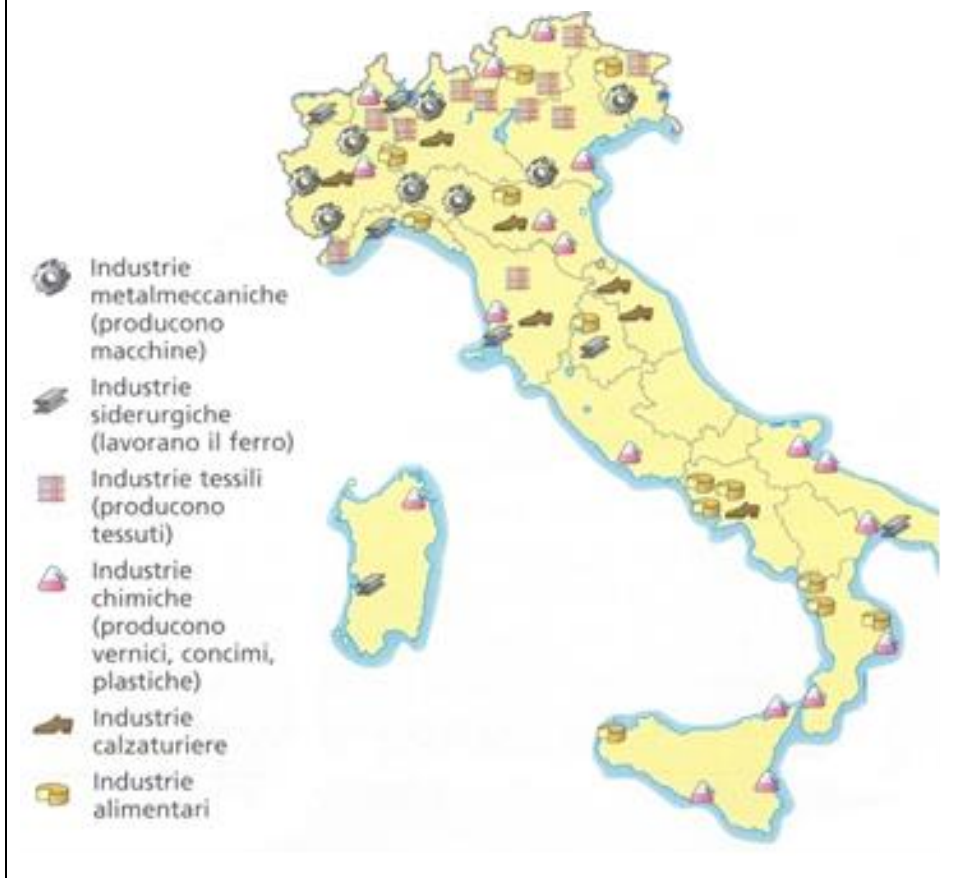 Industrie
metalmeccaniche
(producono
macchine)
Industrie
siderurgiche
(lavorano il ferro)
Industrie tessili
(producono
tessuti)
Industrie
chimiche
(producono
vernici, concimi,
plastiche)
Industrie
calzaturiere
Industrie
alimentari